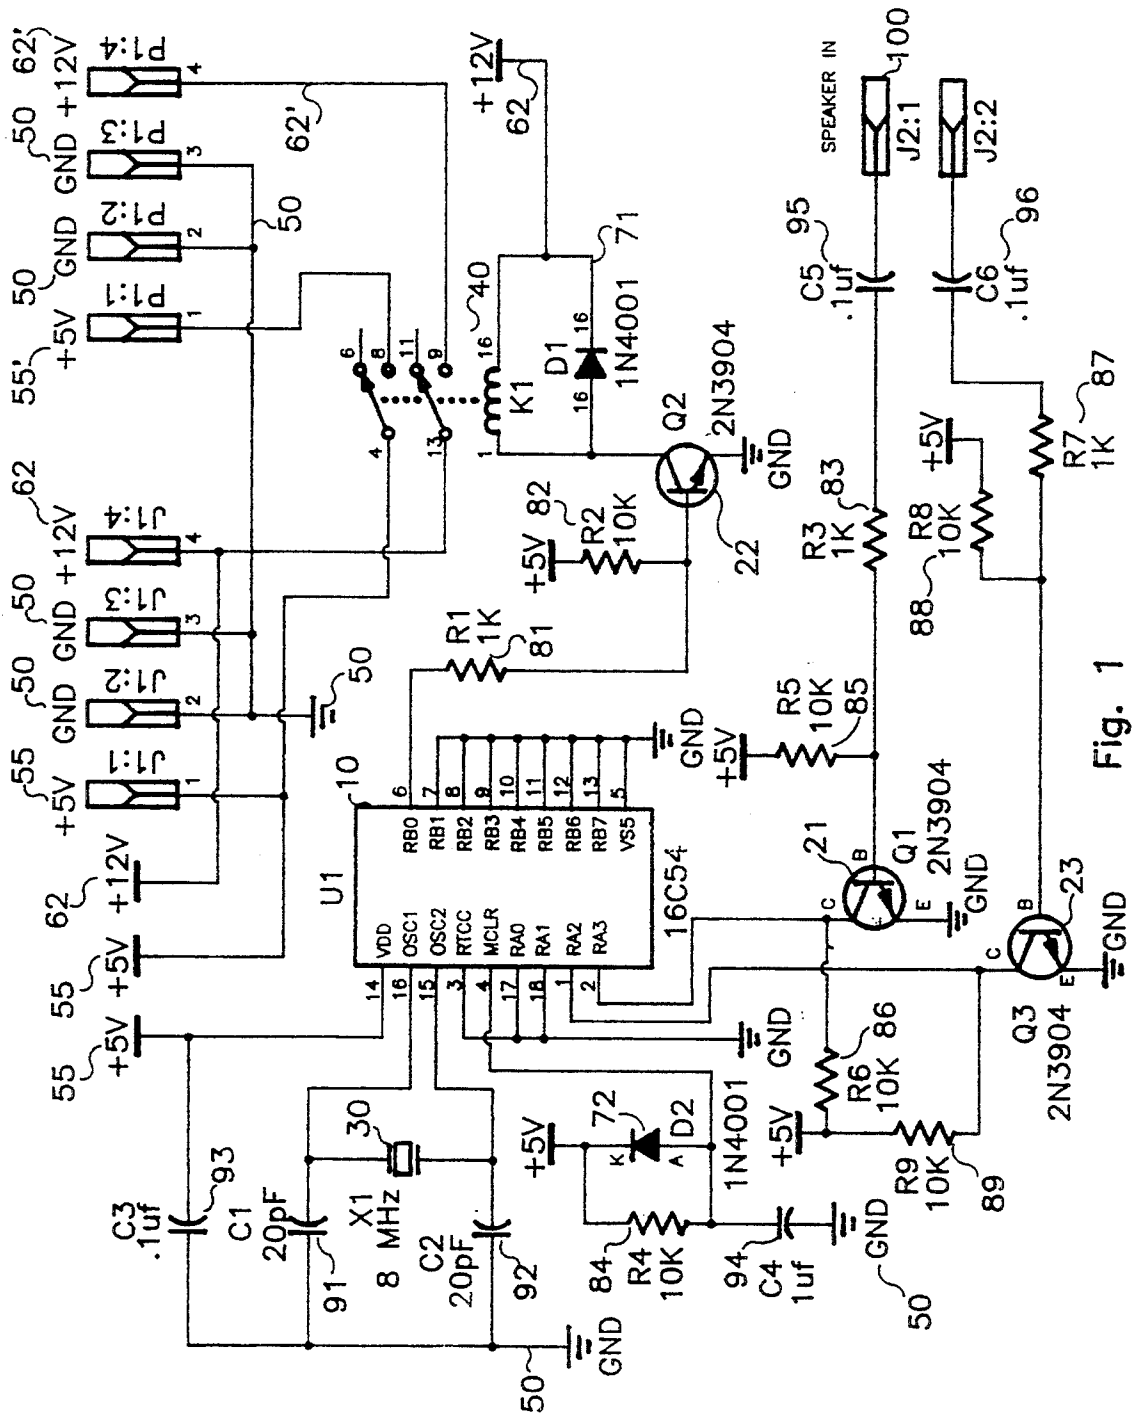 62'
+12V
P1:4
4
62'
50
GND
P1:3
3
50
GND
P1:2
2
50
55'
+5V
P1:1
1
62
+12V
J1:4
4
50
GND
J1:3
3
50
GND
J1:2
2
50
55
+5V
J1:1
1
62
+12V
55
+5V
55
+5V
+12V
62
6
8
11
9
4
13
40
16
K1
1
D1
16
16
71
1N4001
Q2
2N3904
GND
22
+5V
82
R2
10K
R1
1K
81
10
U1
16C54
VDD
OSC1
OSC2
RTCC
MCLR
RA0
RA1
RA2
RA3
14
16
15
3
4
17
18
1
2
RB0
RB1
RB2
RB3
RB4
RB5
RB6
RB7
VS5
6
7
8
9
10
11
12
13
5
GND
GND
C3
.1uf
93
C1
20pF
91
30
X1
8 MHz
C2
20pF
92
50
GND
+5V
72
K
A
D2
1N4001
84
R4
10K
94
C4
1uf
GND
50
SPEAKER IN
100
J2:1
J2:2
C5
.1uf
95
C6
.1uf
96
R3
1K
83
+5V
R8
10K
88
R7
1K
87
+5V
R5
10K
85
21
B
C
E
Q1
2N3904
GND
B
C
E
23
Q3
2N3904
GND
R6
10K
86
+5V
R9
10K
89
Fig. 1